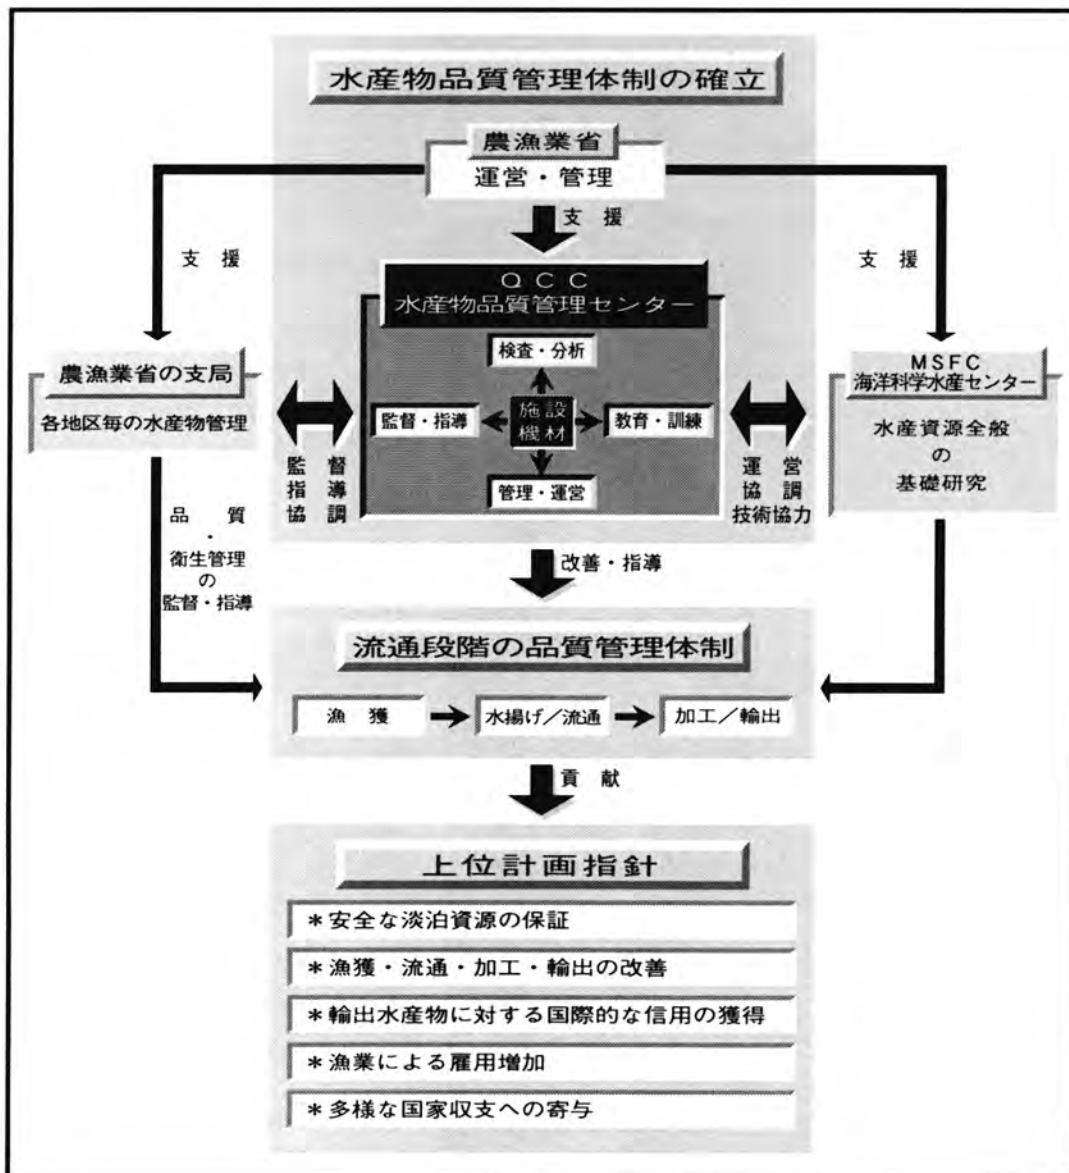 水産物品質管理体制の確立
農漁業省
運営・管理
支 援
支 援
支 援
QCC
水産物品質管理センター
検査・分析
監督・指導
施設
機材
教育・訓練
管理・運営
農漁業省の支局
各地区毎の水産物管理
監 督
指 導
協 調
運 営
協 調
技術協力
MSFC
海洋科学水産センター
水産資源全般
の
基礎研究
品 質
・
衛生管理
の
監督・指導
改善・指導
流通段階の品質管理体制
漁 獲
水揚げ/流通
加工/輸出
貢 献
上位計画指針
*安全な淡泊資源の保証
*漁獲・流通・加工・輸出の改善
*輸出水産物に対する国際的な信用の獲得
*漁業による雇用増加
*多様な国家収支への寄与